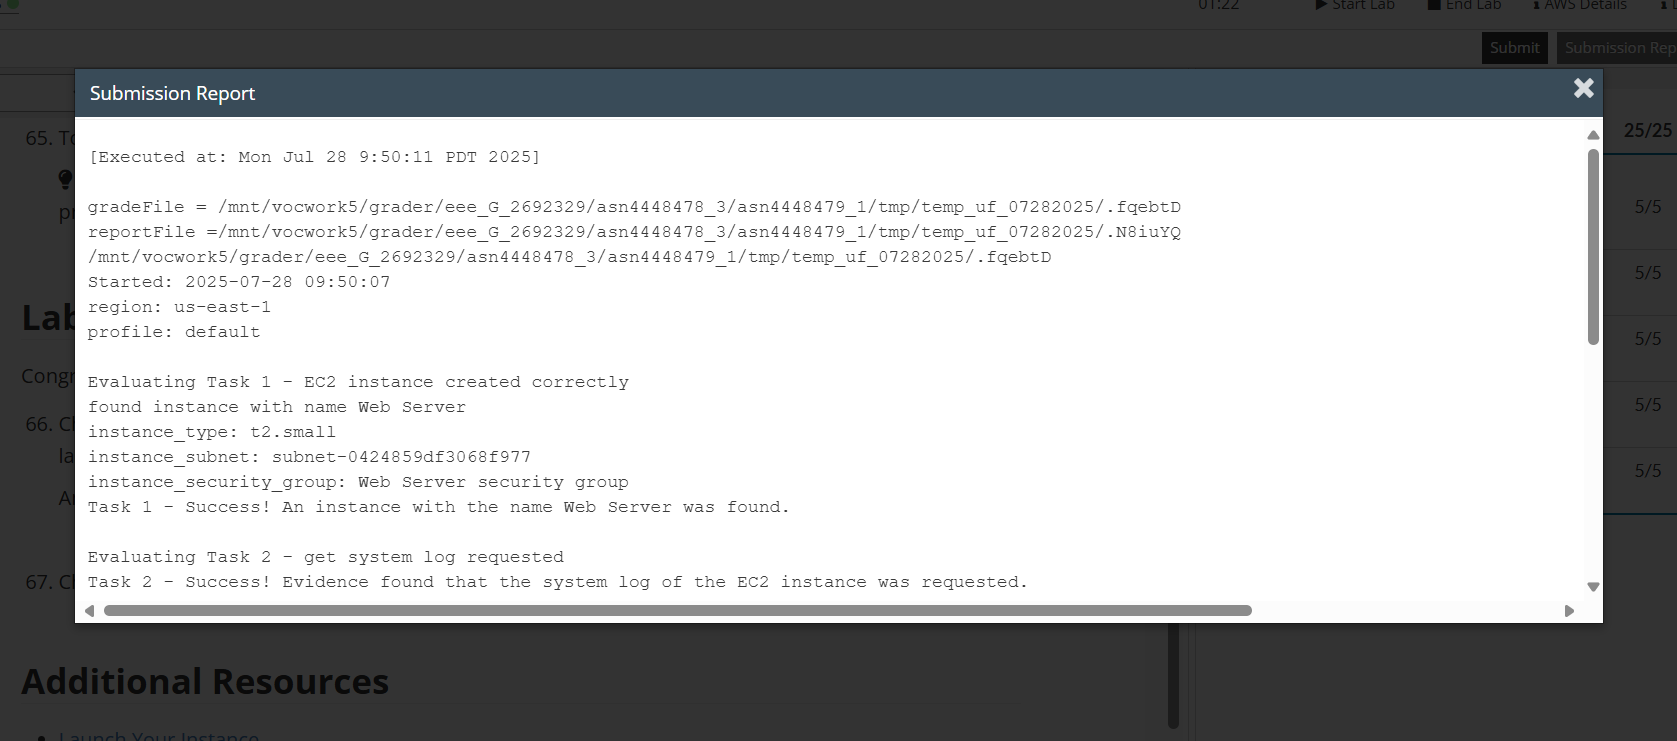 01:22 Start Lab End Lab AWS Details
Submit Submission Rep
Submission Report
25/25
65. To
[Executed at: Mon Jul 28 9:50:11 PDT 2025]
5/5
gradeFile = /mnt/vocwork5/grader/eee_G_2692329/asn4448478_3/asn4448479_1/tmp/temp_uf_07282025/.fqebtD
reportFile =/mnt/vocwork5/grader/eee_G_2692329/asn4448478_3/asn4448479_1/tmp/temp_uf_07282025/.N8iuYQ
/mnt/vocwork5/grader/eee_G_2692329/asn4448478_3/asn4448479_1/tmp/temp_uf_07282025/.fqebtD
5/5
Started: 2025-07-28 09:50:07
region: us-east-1
Lab
profile: default
5/5
Congr
Evaluating Task 1 - EC2 instance created correctly
found instance with name Web Server
5/5
66. Ch
instance_type: t2.small
la
instance_subnet: subnet-0424859df3068f977
5/5
instance_security_group: Web Server security group
Task 1 - Success! An instance with the name Web Server was found.
Evaluating Task 2 - get system log requested
67. Ch
Task 2 - Success! Evidence found that the system log of the EC2 instance was requested.
Additional Resources
Launch Your Instance